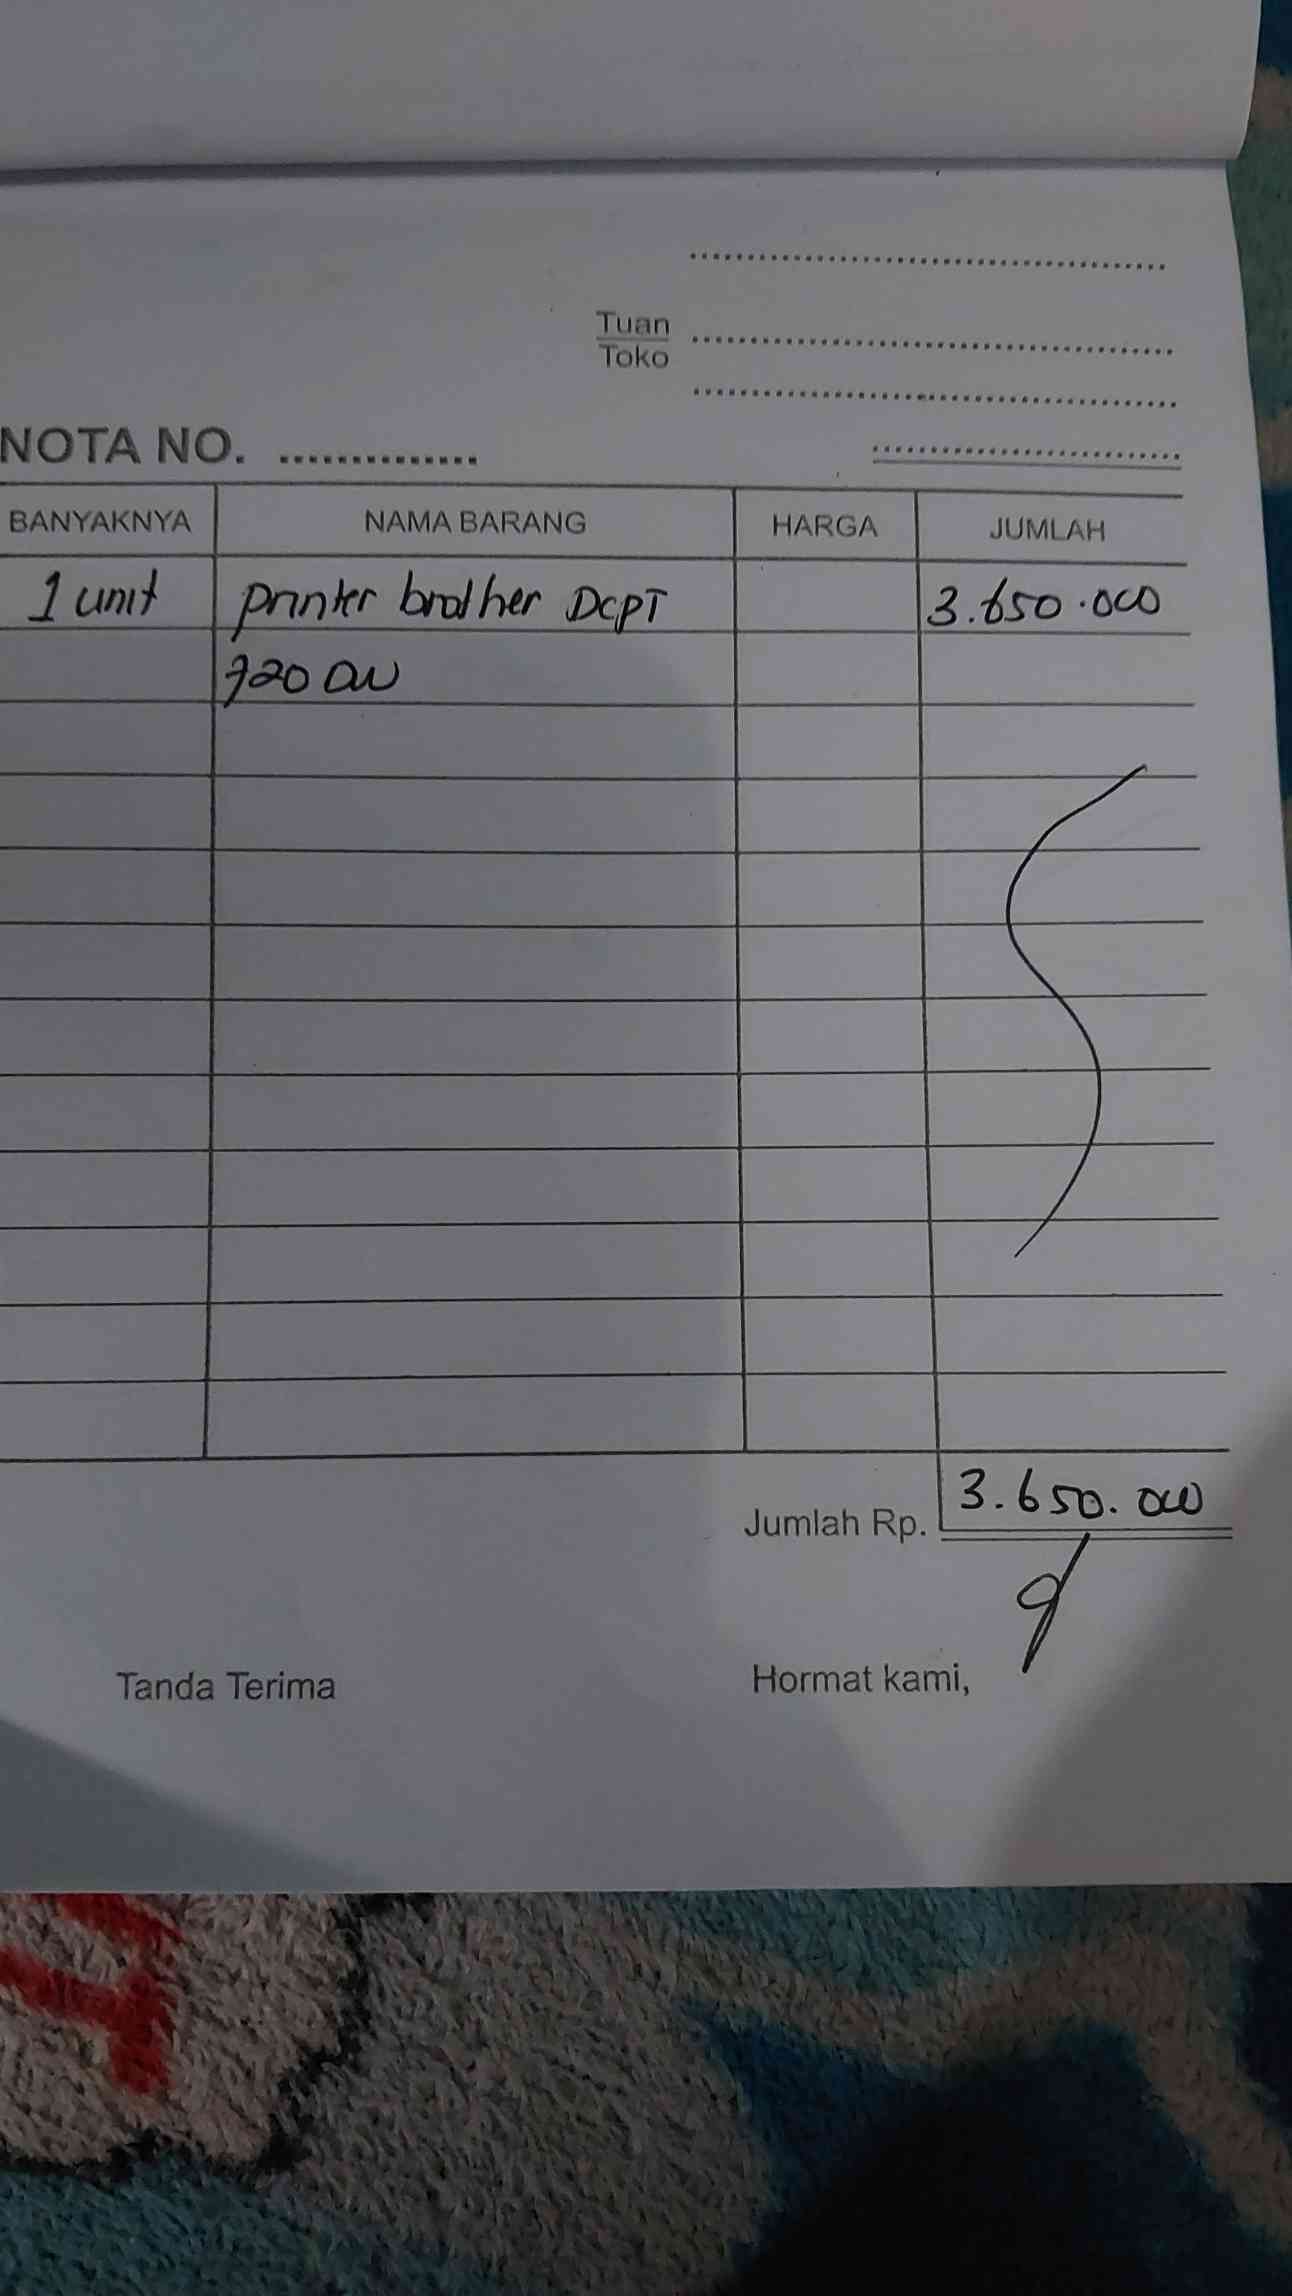 Tuan
Toko
NOTA NO. ..............
BANYAKNYA NAMA BARANG HARGA JUMLAH
1 unit printer brother DCPT 3.650.000
720 DW
Jumlah Rp. 3.650.000
Tanda Terima Hormat kami,